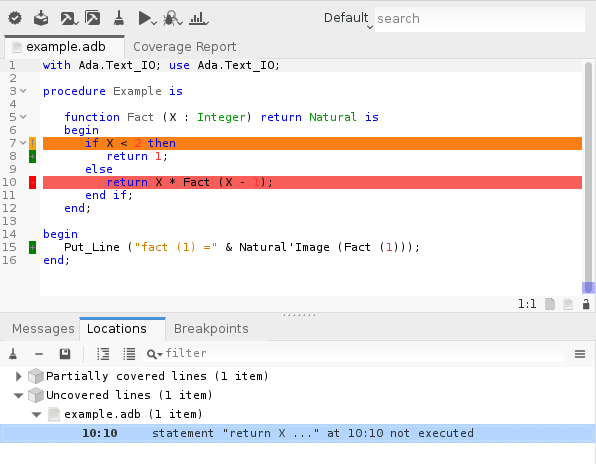 Default search
example.adb Coverage Report
1 with Ada.Text_IO; use Ada.Text_IO;
2
3 procedure Example is
4
5 function Fact (X : Integer) return Natural is
6 begin
7 ! if X < 2 then
8 + return 1;
9 else
10 - return X * Fact (X - 1);
11 end if;
12 end;
13
14 begin
15 + Put_Line ("fact (1) =" & Natural'Image (Fact (1)));
16 end;
1:1
Messages Locations Breakpoints
filter
Partially covered lines (1 item)
Uncovered lines (1 item)
example.adb (1 item)
10:10 statement "return X ..." at 10:10 not executed